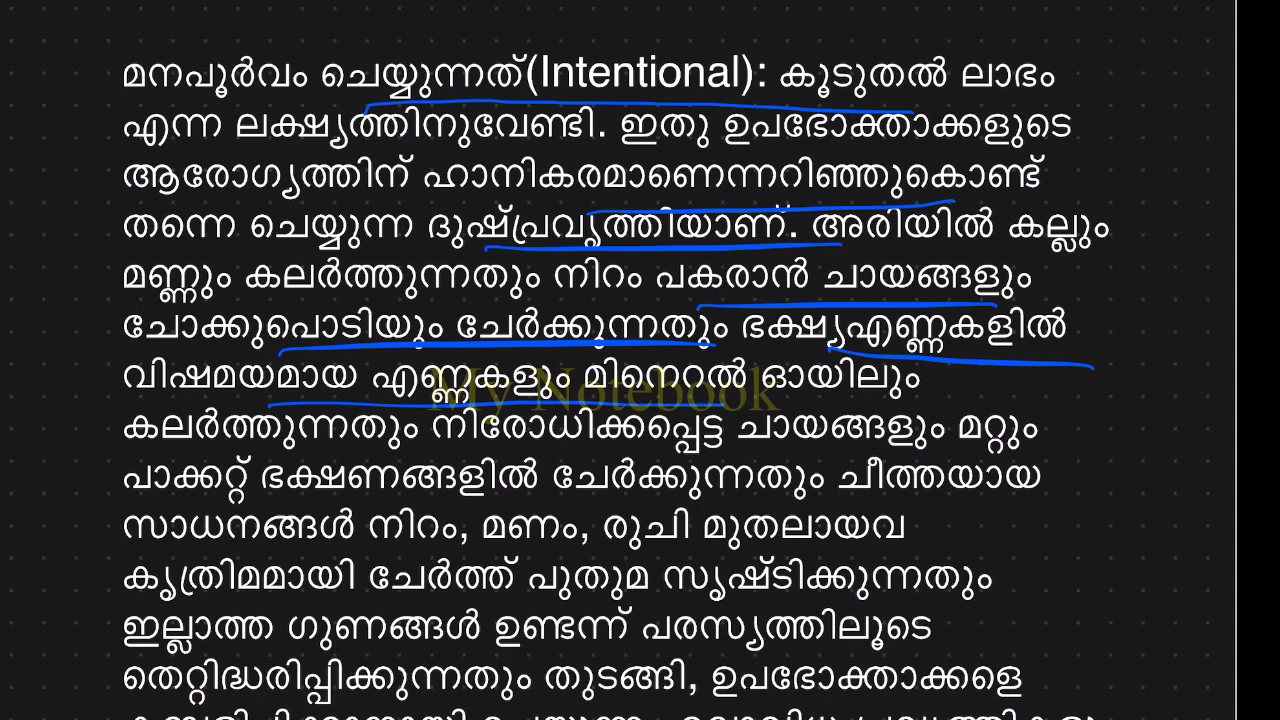 മനപൂർവം ചെയ്യുന്നത്(Intentional): കൂടുതൽ ലാഭം
എന്ന ലക്ഷ്യത്തിനുവേണ്ടി. ഇതു ഉപഭോക്താക്കളുടെ
ആരോഗ്യത്തിന് ഹാനികരമാണെന്നറിഞ്ഞുകൊണ്ട്
തന്നെ ചെയ്യുന്ന ദുഷ്പ്രവൃത്തിയാണ്. അരിയിൽ കല്ലും
മണ്ണും കലർത്തുന്നതും നിറം പകരാൻ ചായങ്ങളും
ചോക്കുപൊടിയും ചേർക്കുന്നതും ഭക്ഷ്യഎണ്ണകളിൽ
വിഷമയമായ എണ്ണകളും മിനെറൽ ഓയിലും
My Notebook
കലർത്തുന്നതും നിരോധിക്കപ്പെട്ട ചായങ്ങളും മറ്റും
പാക്കറ്റ് ഭക്ഷണങ്ങളിൽ ചേർക്കുന്നതും ചീത്തയായ
സാധനങ്ങൾ നിറം, മണം, രുചി മുതലായവ
കൃത്രിമമായി ചേർത്ത് പുതുമ സൃഷ്ടിക്കുന്നതും
ഇല്ലാത്ത ഗുണങ്ങൾ ഉണ്ടന്ന് പരസ്യത്തിലൂടെ
തെറ്റിദ്ധരിപ്പിക്കുന്നതും തുടങ്ങി, ഉപഭോക്താക്കളെ